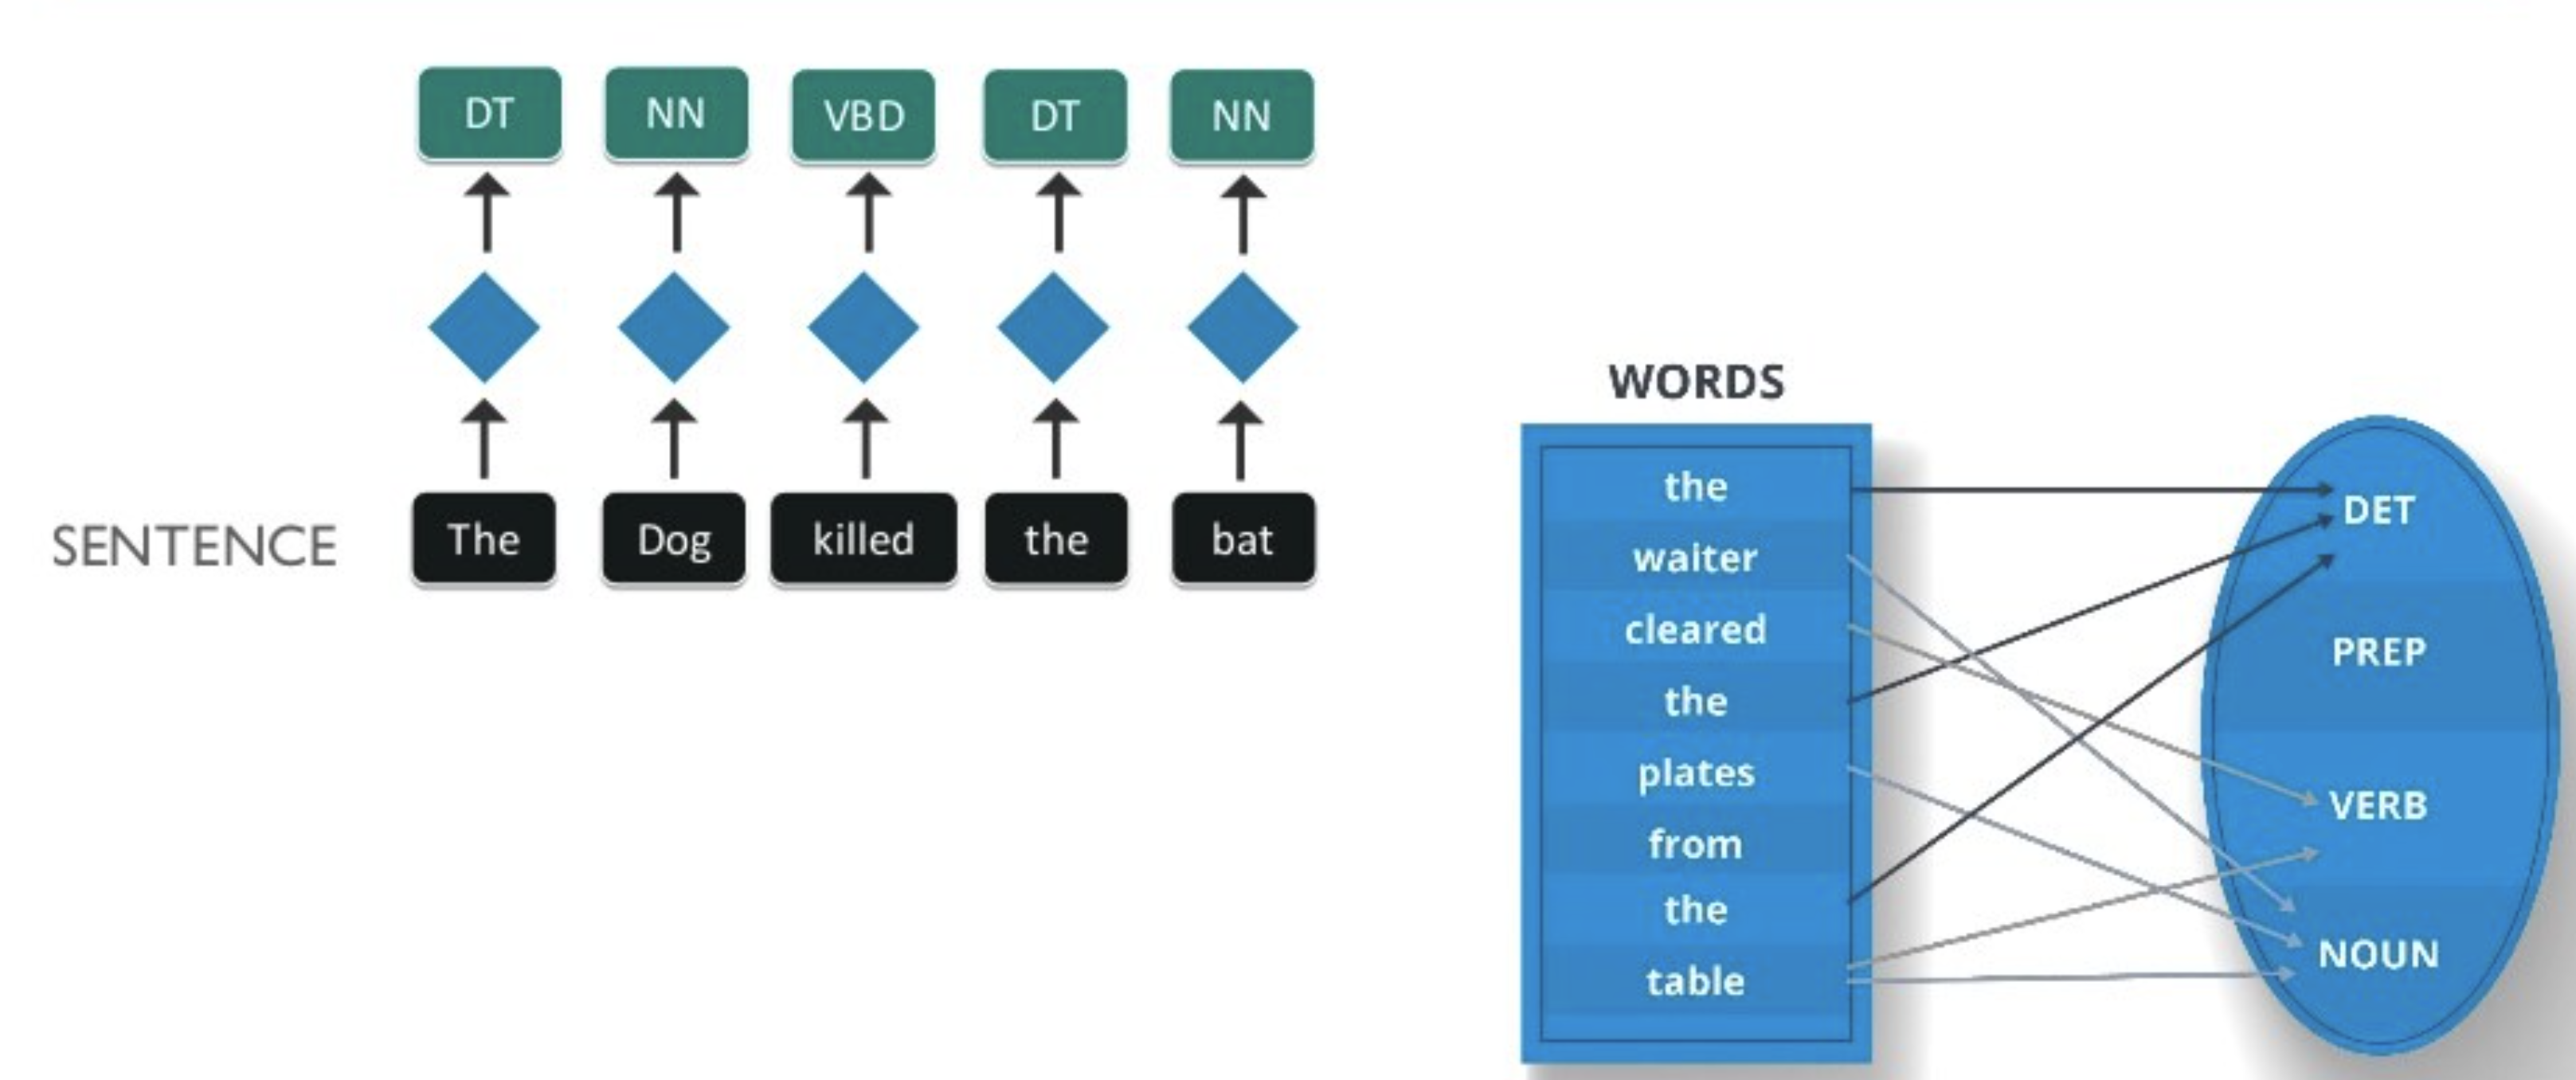 DT NN VBD DT NN
SENTENCE The Dog killed the bat
WORDS
the
waiter
cleared
the
plates
from
the
table
DET
PREP
VERB
NOUN